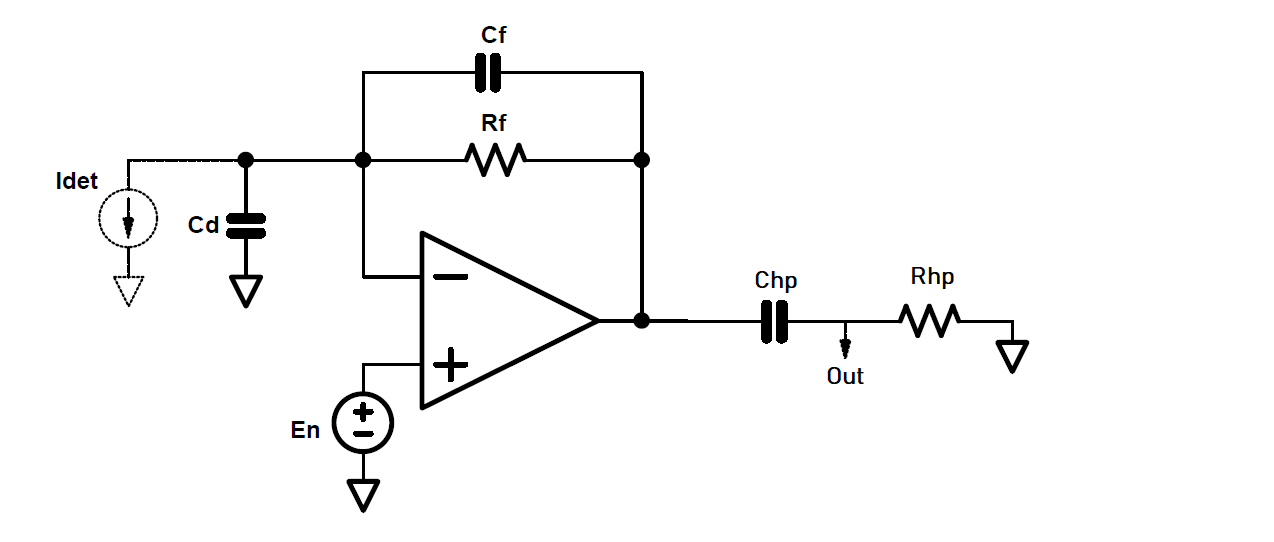 Cf
Rf
Idet
Cd
Chp
Rhp
Out
En